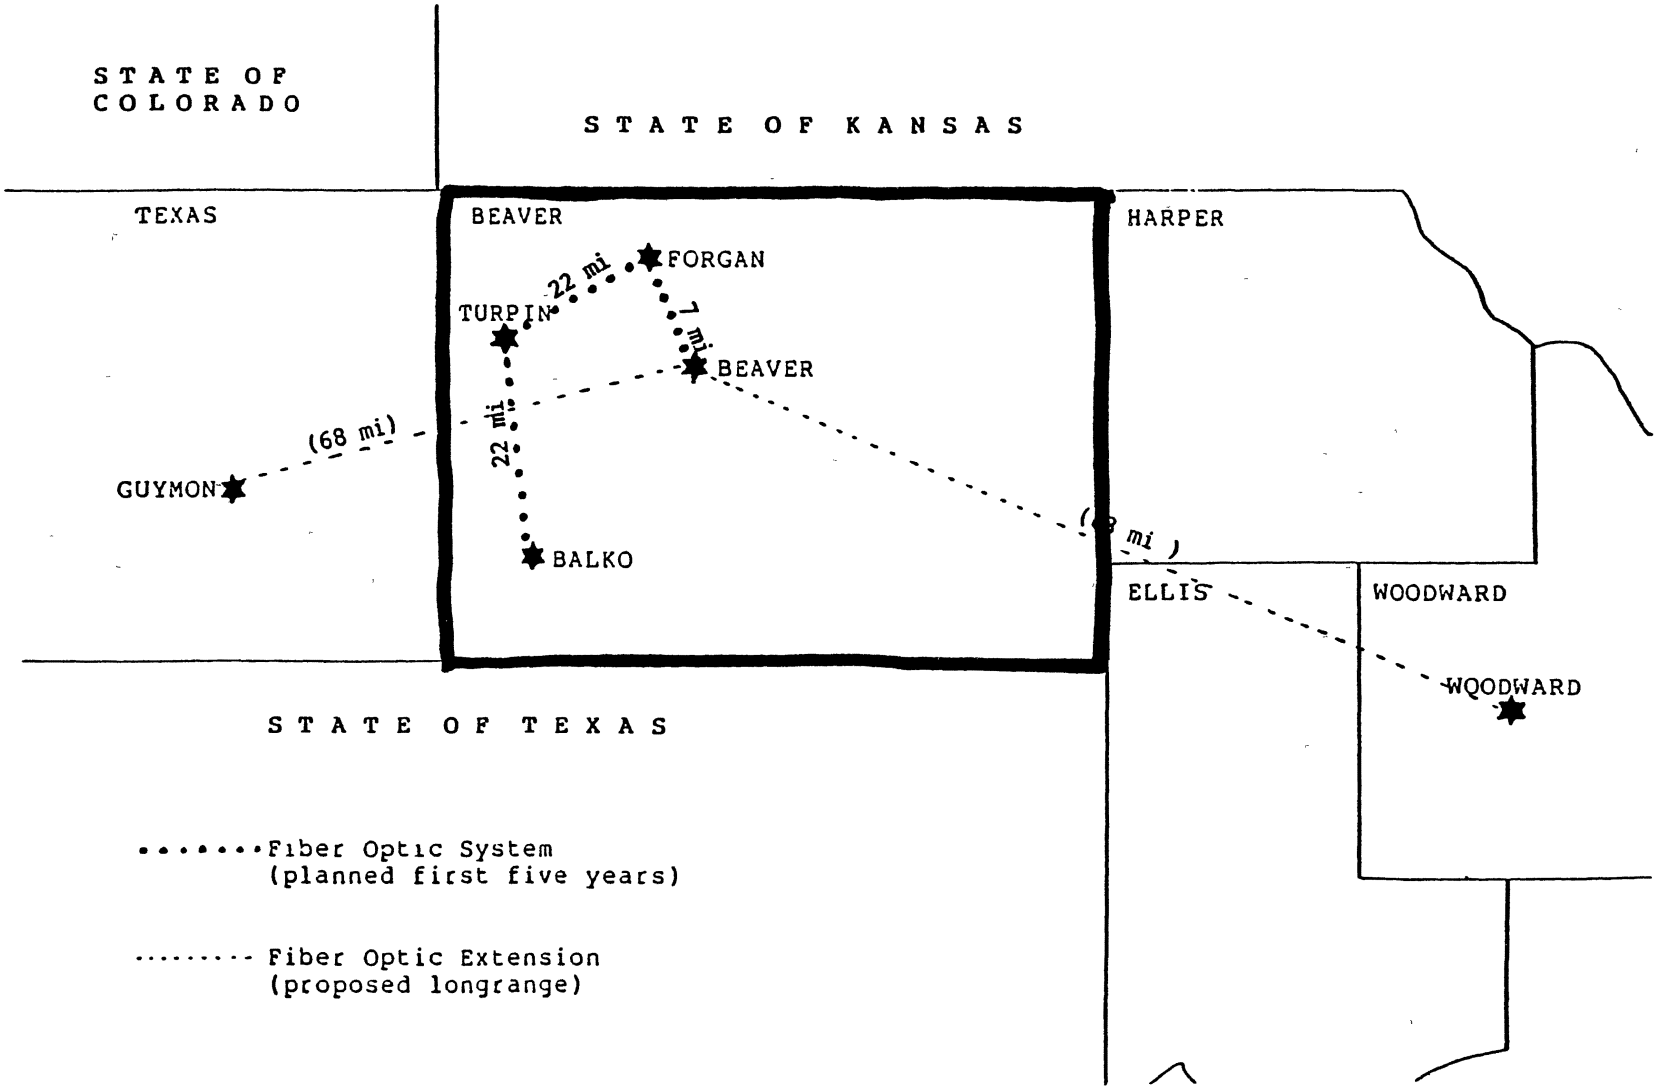 STATE OF
COLORADO
STATE OF KANSAS
TEXAS
BEAVER
HARPER
FORGAN
22 mi
TURPIN
7 mi
BEAVER
(68 mi)
22 mi
GUYMON
( mi )
BALKO
ELLIS
WOODWARD
WOODWARD
STATE OF TEXAS
Fiber Optic System
(planned first five years)
Fiber Optic Extension
(proposed longrange)